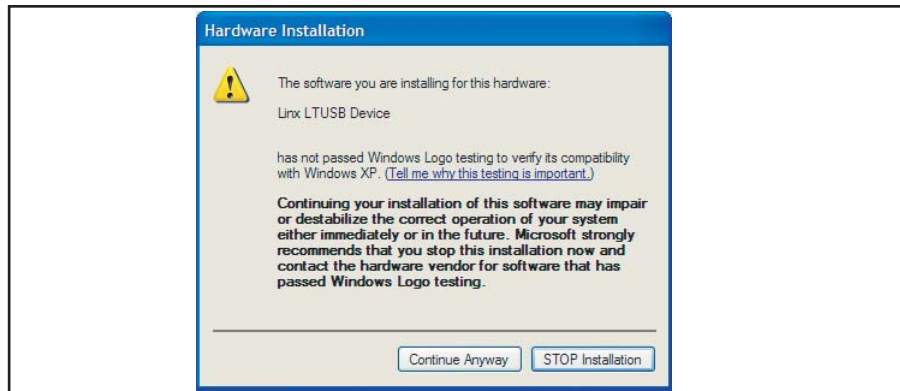 Hardware Installation
The software you are installing for this hardware:
Linx LTUSB Device
has not passed Windows Logo testing to verify its compatibility
with Windows XP. (Tell me why this testing is important.)
Continuing your installation of this software may impair
or destabilize the correct operation of your system
either immediately or in the future. Microsoft strongly
recommends that you stop this installation now and
contact the hardware vendor for software that has
passed Windows Logo testing.
Continue Anyway
STOP Installation